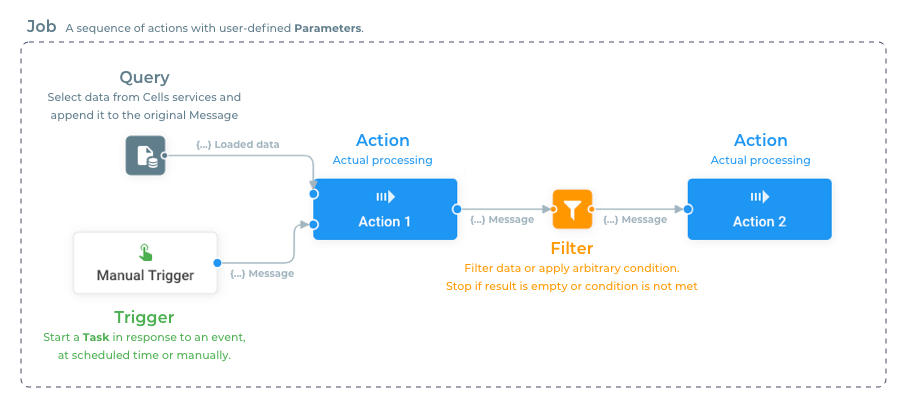 Job A sequence of actions with user-defined Parameters.
Query
Select data from Cells services and
append it to the original Message
{...} Loaded data
Action
Actual processing
Action 1
{...} Message
Manual Trigger
{...} Message
Trigger
Start a Task in response to an event,
at scheduled time or manually.
Filter
Filter data or apply arbitrary condition.
Stop if result is empty or condition is not met
{...} Message
Action
Actual processing
Action 2